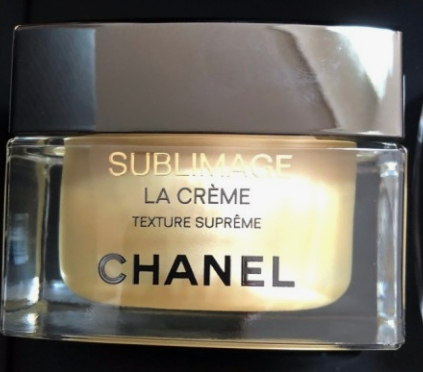 SUBLIMAGE
LA CRÈME
TEXTURE SUPRÊME
CHANEL